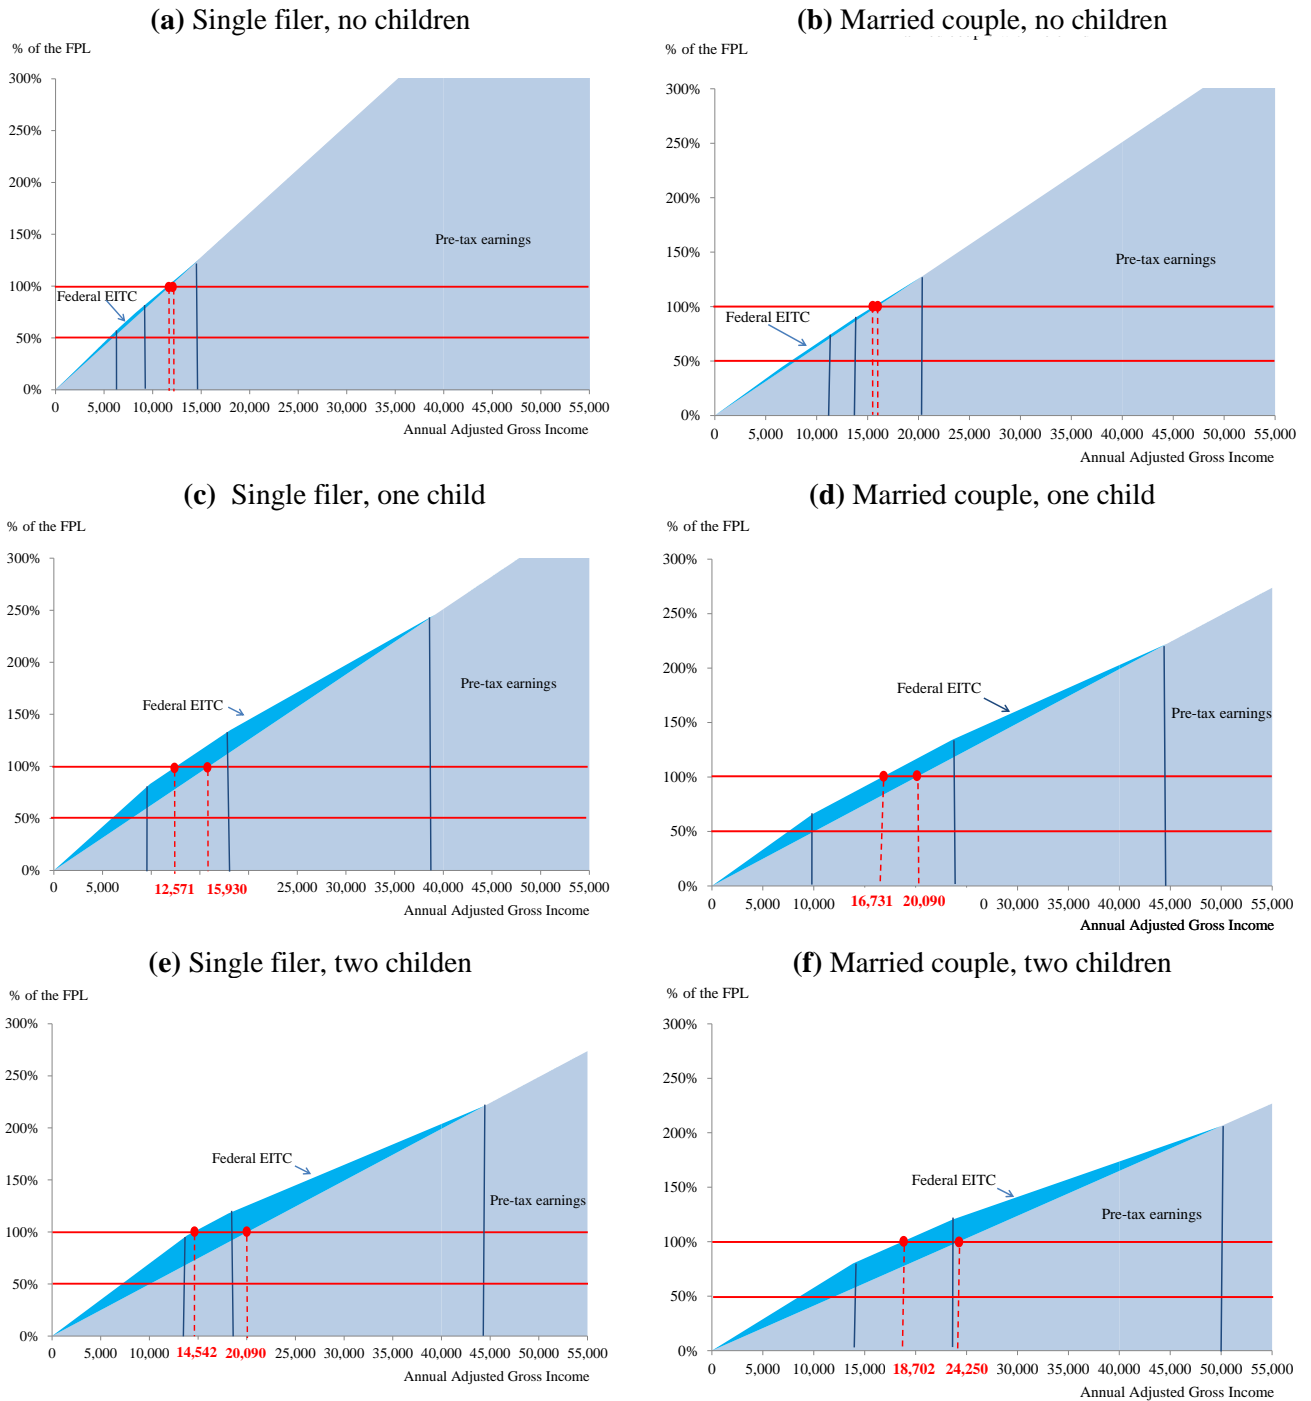 (a) Single filer, no children
% of the FPL
300%
250%
200%
150%
100%
50%
0%
Pre-tax earnings
Federal EITC
0 5,000 10,000 15,000 20,000 25,000 30,000 35,000 40,000 45,000 50,000 55,000
Annual Adjusted Gross Income
(b) Married couple, no children
% of the FPL
300%
250%
200%
150%
100%
50%
0%
Pre-tax earnings
Federal EITC
0 5,000 10,000 15,000 20,000 25,000 30,000 35,000 40,000 45,000 50,000 55,000
Annual Adjusted Gross Income
(c) Single filer, one child
% of the FPL
300%
250%
200%
150%
100%
50%
0%
Pre-tax earnings
Federal EITC
0 5,000 12,571 15,930 25,000 30,000 35,000 40,000 45,000 50,000 55,000
Annual Adjusted Gross Income
(d) Married couple, one child
% of the FPL
300%
250%
200%
150%
100%
50%
0%
Federal EITC
Pre-tax earnings
0 5,000 10,000 16,731 20,090 0 30,000 35,000 40,000 45,000 50,000 55,000
Annual Adjusted Gross Income
(e) Single filer, two childen
% of the FPL
300%
250%
200%
150%
100%
50%
0%
Federal EITC
Pre-tax earnings
0 5,000 10,000 14,542 20,090 25,000 30,000 35,000 40,000 45,000 50,000 55,000
Annual Adjusted Gross Income
(f) Married couple, two children
% of the FPL
300%
250%
200%
150%
100%
50%
0%
Federal EITC
Pre-tax earnings
0 5,000 10,000 18,702 24,250 30,000 35,000 40,000 45,000 50,000 55,000
Annual Adjusted Gross Income